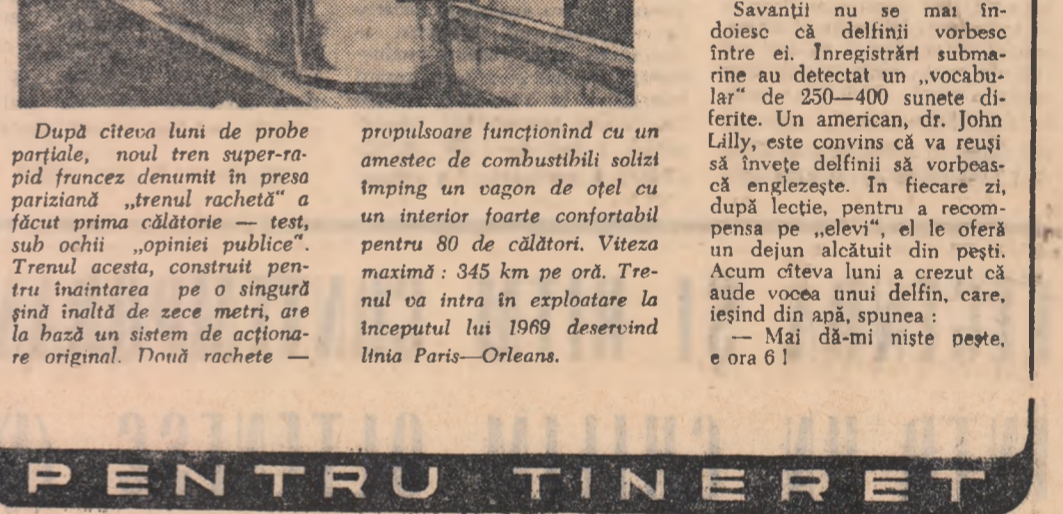 După cîteva luni de probe
parțiale, noul tren super-ra-
pid francez denumit în presa
pariziană „trenul rachetă“ a
făcut prima călătorie — test,
sub ochii „opiniei publice“.
Trenul acesta, construit pen-
tru înaintarea pe o singură
șină înaltă de zece metri, are
la bază un sistem de acționa-
re original. Două rachete —
propulsoare funcționînd cu un
amestec de combustibili solizi
împing un vagon de oțel cu
un interior foarte confortabil
pentru 80 de călători. Viteza
maximă : 345 km pe oră. Tre-
nul va intra în exploatare la
începutul lui 1969 deservind
linia Paris—Orleans.
Savanții nu se mai în-
doiesc că delfinii vorbesc
între ei. Inregistrări subma-
rine au detectat un „vocabu-
lar“ de 250—400 sunete di-
ferite. Un american, dr. John
Lilly, este convins că va reuși
să învețe delfinii să vorbeas-
că englezește. In fiecare zi,
după lecție, pentru a recom-
pensa pe „elevi“, el le oferă
un dejun alcătuit din pești.
Acum cîteva luni a crezut că
aude vocea unui delfin, care,
ieșind din apă, spunea :
— Mai dă-mi niște pește,
e ora 6 !
PENTRU TINERET